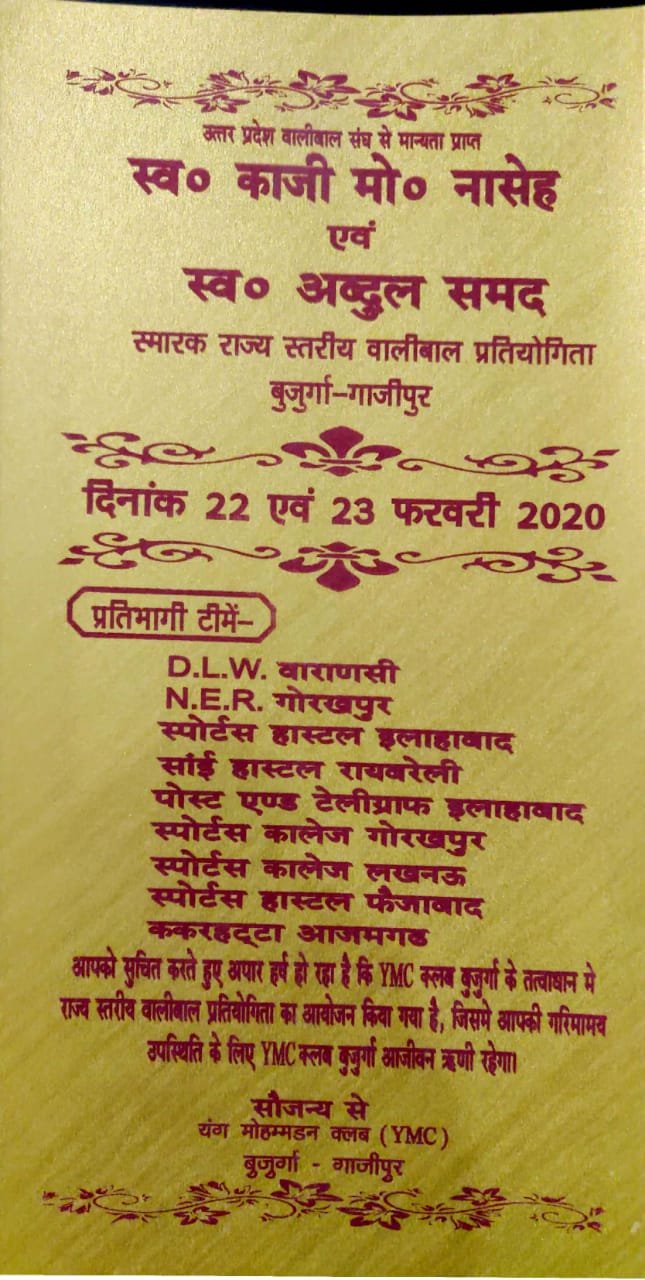 उत्तर प्रदेश वालीबाल संघ से मान्यता प्राप्त
स्व० काजी मो० नासेह
एवं
स्व० अब्दुल समद
स्मारक राज्य स्तरीय वालीबाल प्रतियोगिता
बुजुर्गा-गाजीपुर
दिनांक 22 एवं 23 फरवरी 2020
प्रतिभागी टीमें-
D.L.W. वाराणसी
N.E.R. गोरखपुर
स्पोर्टस हास्टल इलाहावाद
सांई हास्टल रायवरेली
पोस्ट एण्ड टेलीग्राफ इलाहावाद
स्पोर्टस कालेज गोरखपुर
स्पोर्टस कालेज लखनऊ
स्पोर्टस हास्टल फैजावाद
ककरहट्टा आजमगढ
आपको सुचित करते हुए अपार हर्ष हो रहा है कि YMC क्लब बुजुर्गा के तत्वाधान मे
राज्य स्तरीय वालीबाल प्रतियोगिता का आयोजन किया गया है, जिसमे आपकी गरिमामय
उपस्थिति के लिए YMC क्लब बुजुर्गा आजीवन ऋणी रहेगा।
सौजन्य से
यंग मोहम्मडन क्लब (YMC)
बुजुर्गा - गाजीपुर